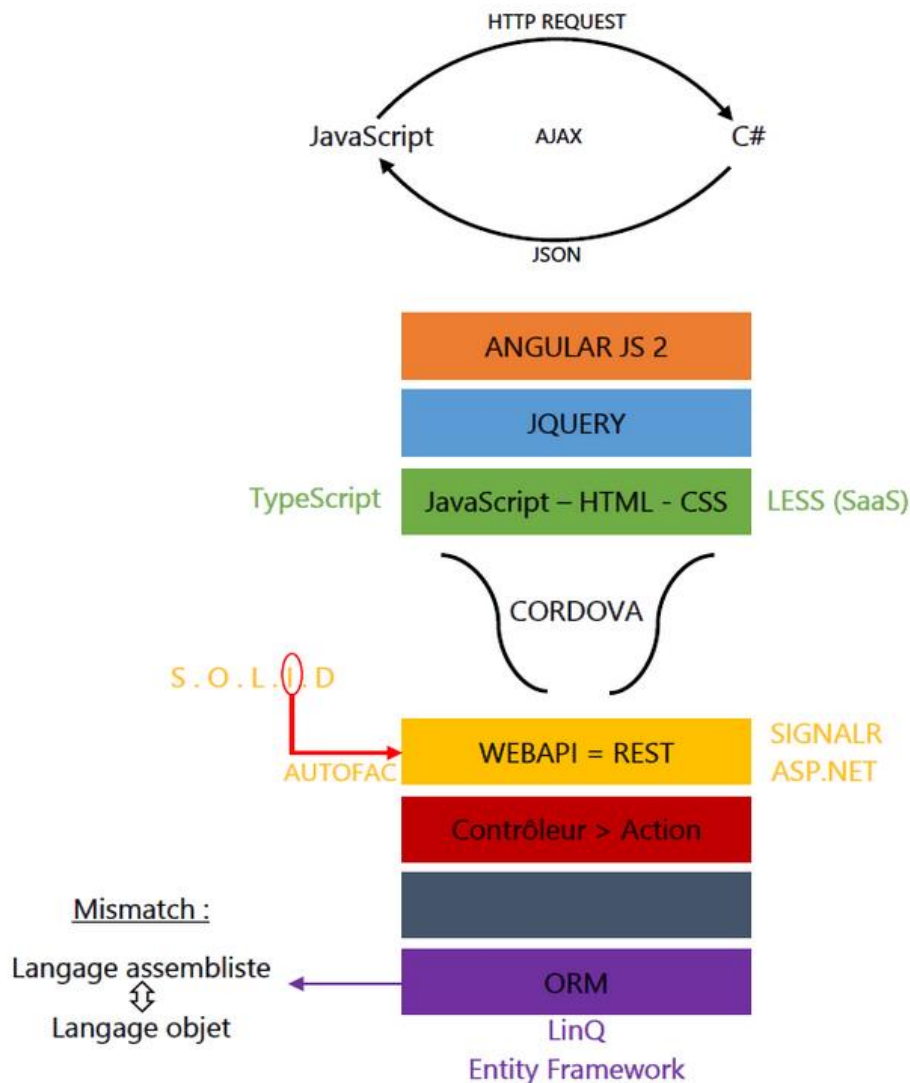 HTTP REQUEST
JavaScript AJAX C#
JSON
ANGULAR JS 2
JQUERY
TypeScript JavaScript – HTML - CSS LESS (SaaS)
CORDOVA
S . O . L . I . D
WEBAPI = REST
SIGNALR
AUTOFAC
ASP.NET
Contrôleur > Action
Mismatch :
Langage assembliste
Langage objet
ORM
LinQ
Entity Framework